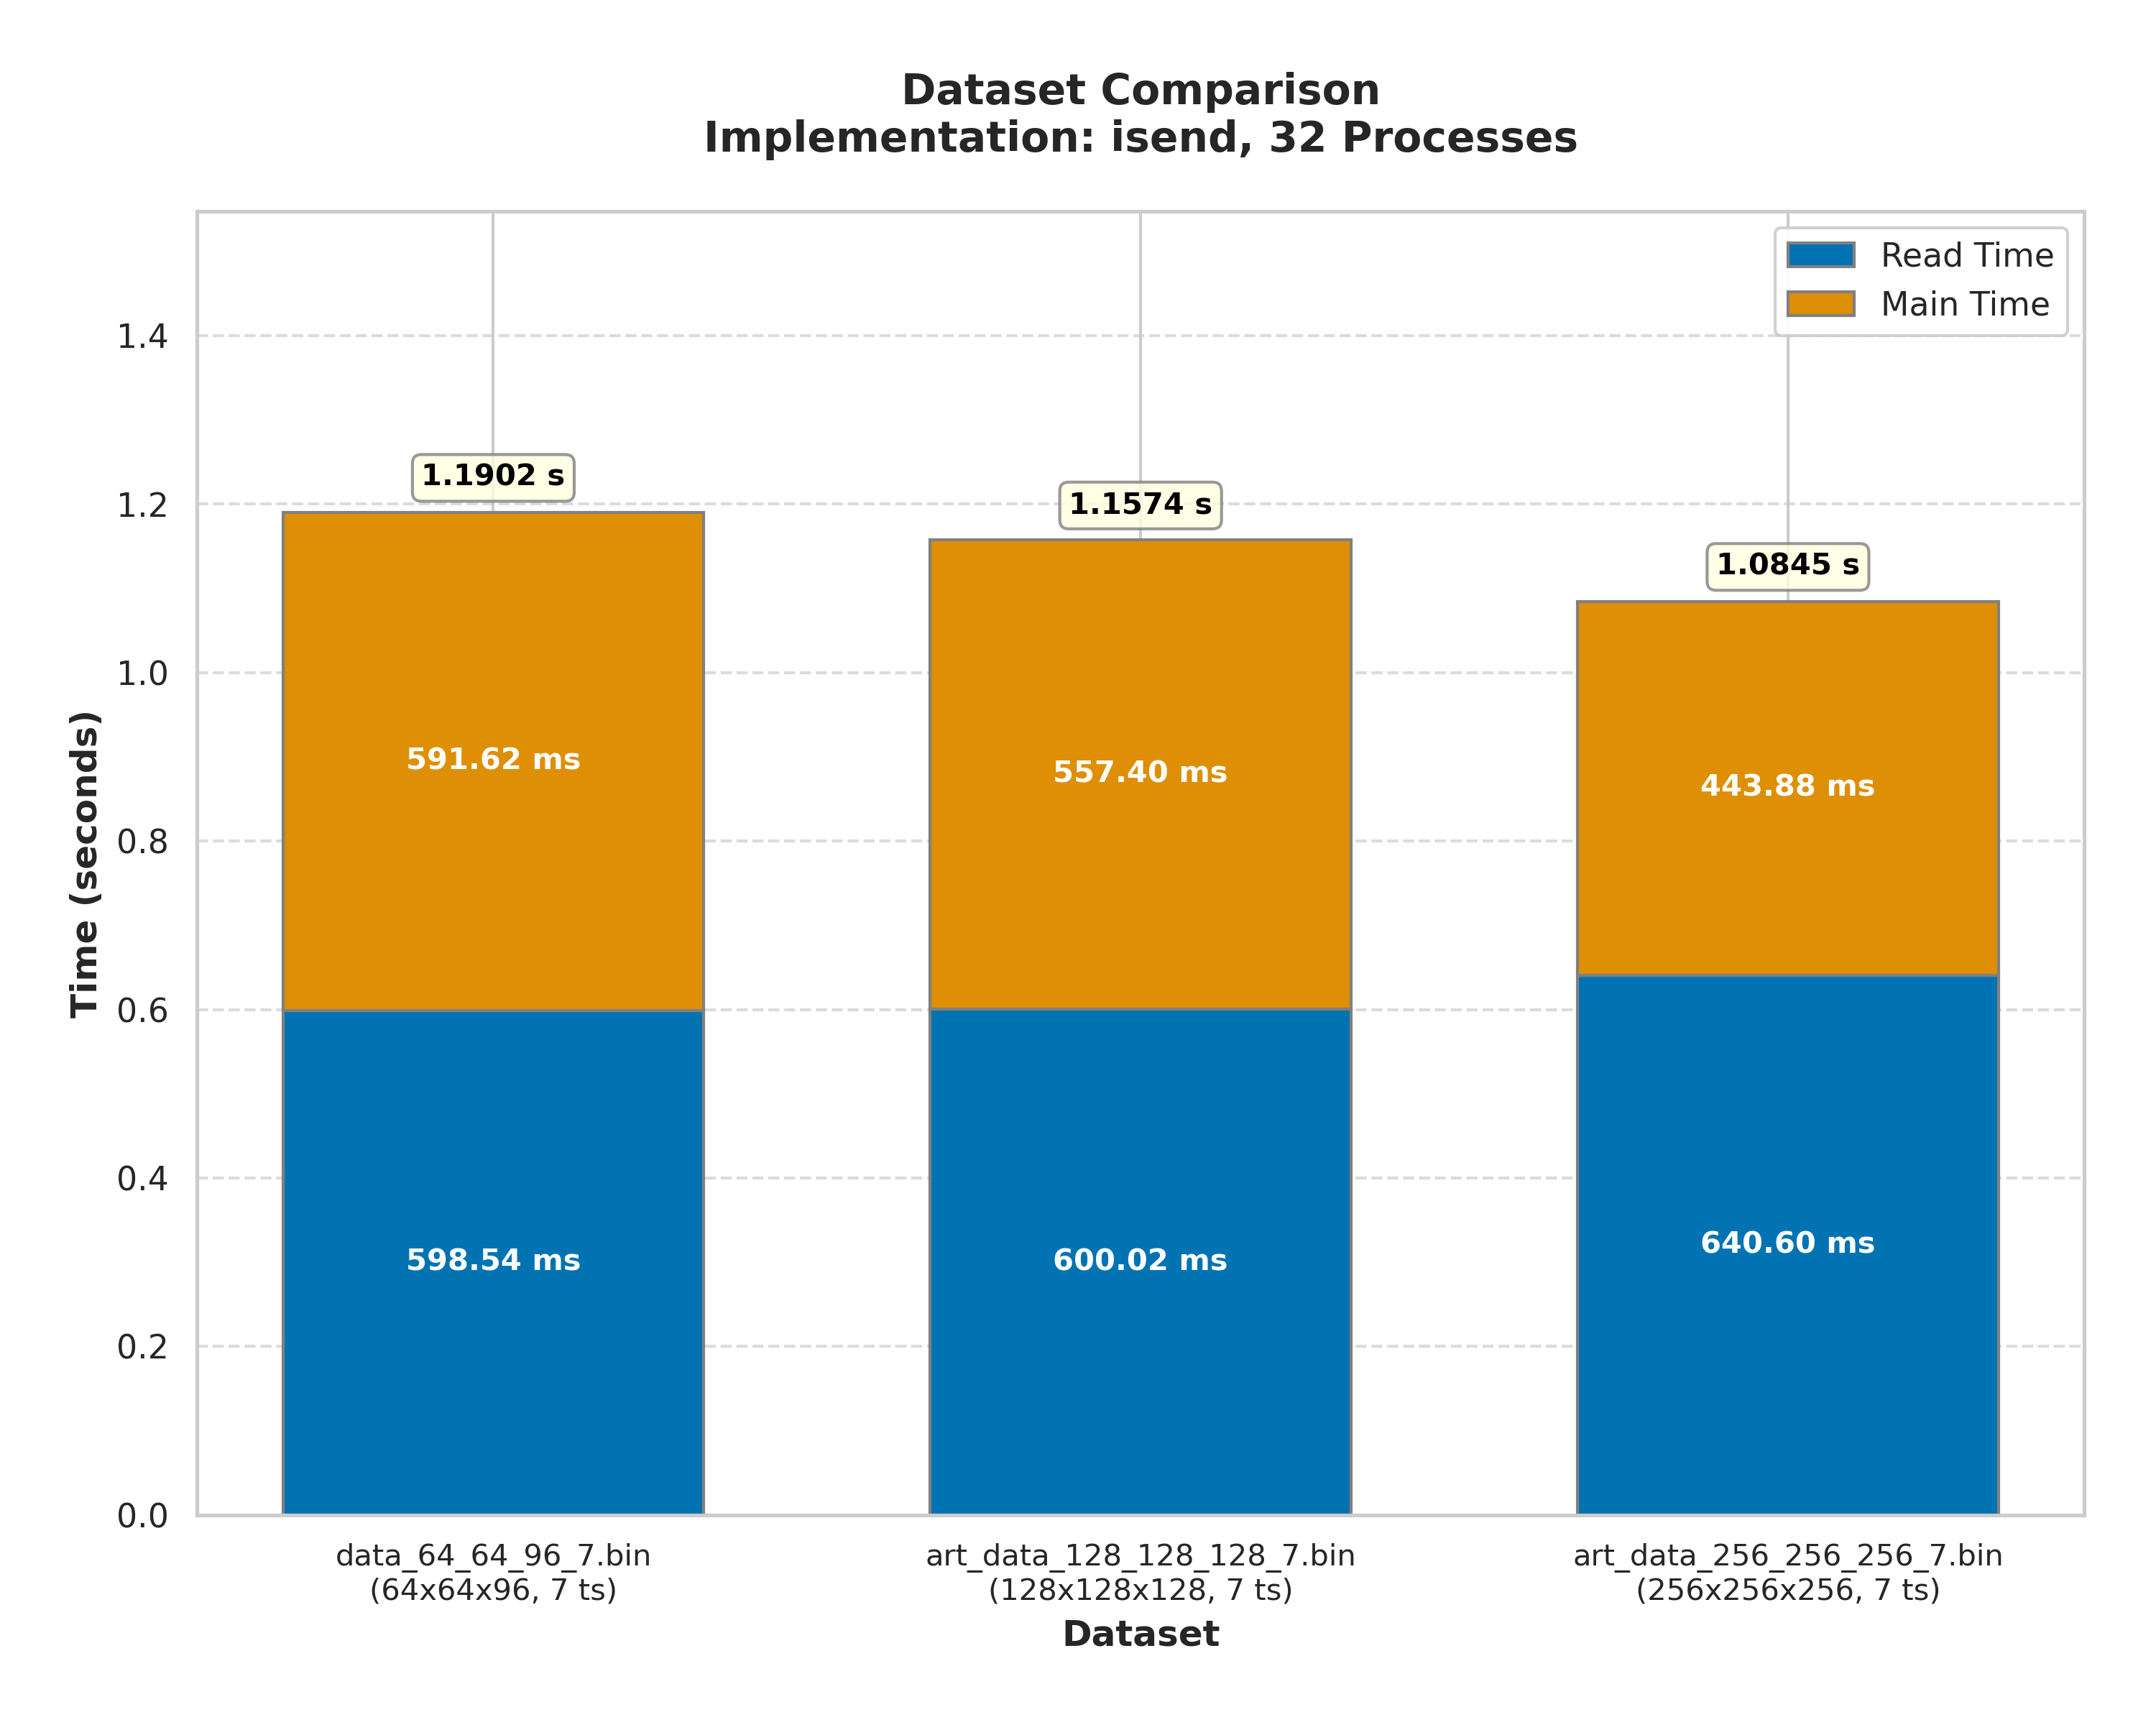 Dataset Comparison
Implementation: isend, 32 Processes
Read Time
Main Time
Time (seconds)
1.4
1.2
1.0
0.8
0.6
0.4
0.2
0.0
1.1902 s
1.1574 s
1.0845 s
591.62 ms
557.40 ms
443.88 ms
598.54 ms
600.02 ms
640.60 ms
data_64_64_96_7.bin
(64x64x96, 7 ts)
art_data_128_128_128_7.bin
(128x128x128, 7 ts)
art_data_256_256_256_7.bin
(256x256x256, 7 ts)
Dataset